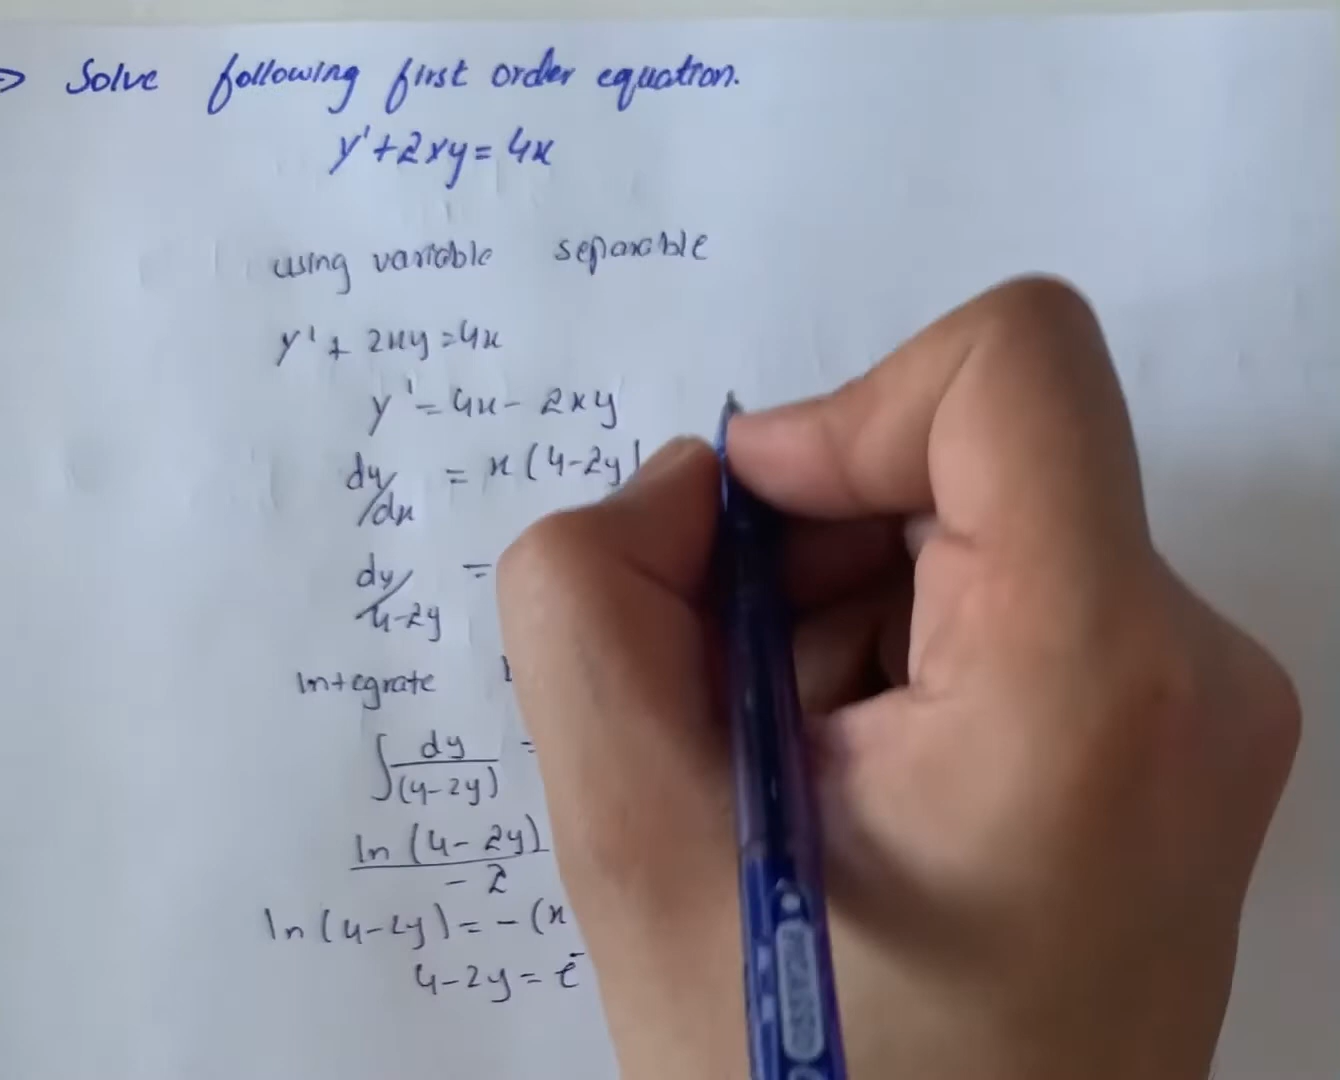 ⇒ Solve following first order equation.
y' + 2xy = 4x
using variable separable
y' + 2xy = 4x
y' = 4x - 2xy
dy/dx = x(4-2y)
dy/4-2y =
Integrate
∫ dy/(4-2y) =
ln(4-2y)/-2
ln(4-2y) = -(x
4-2y = e^-